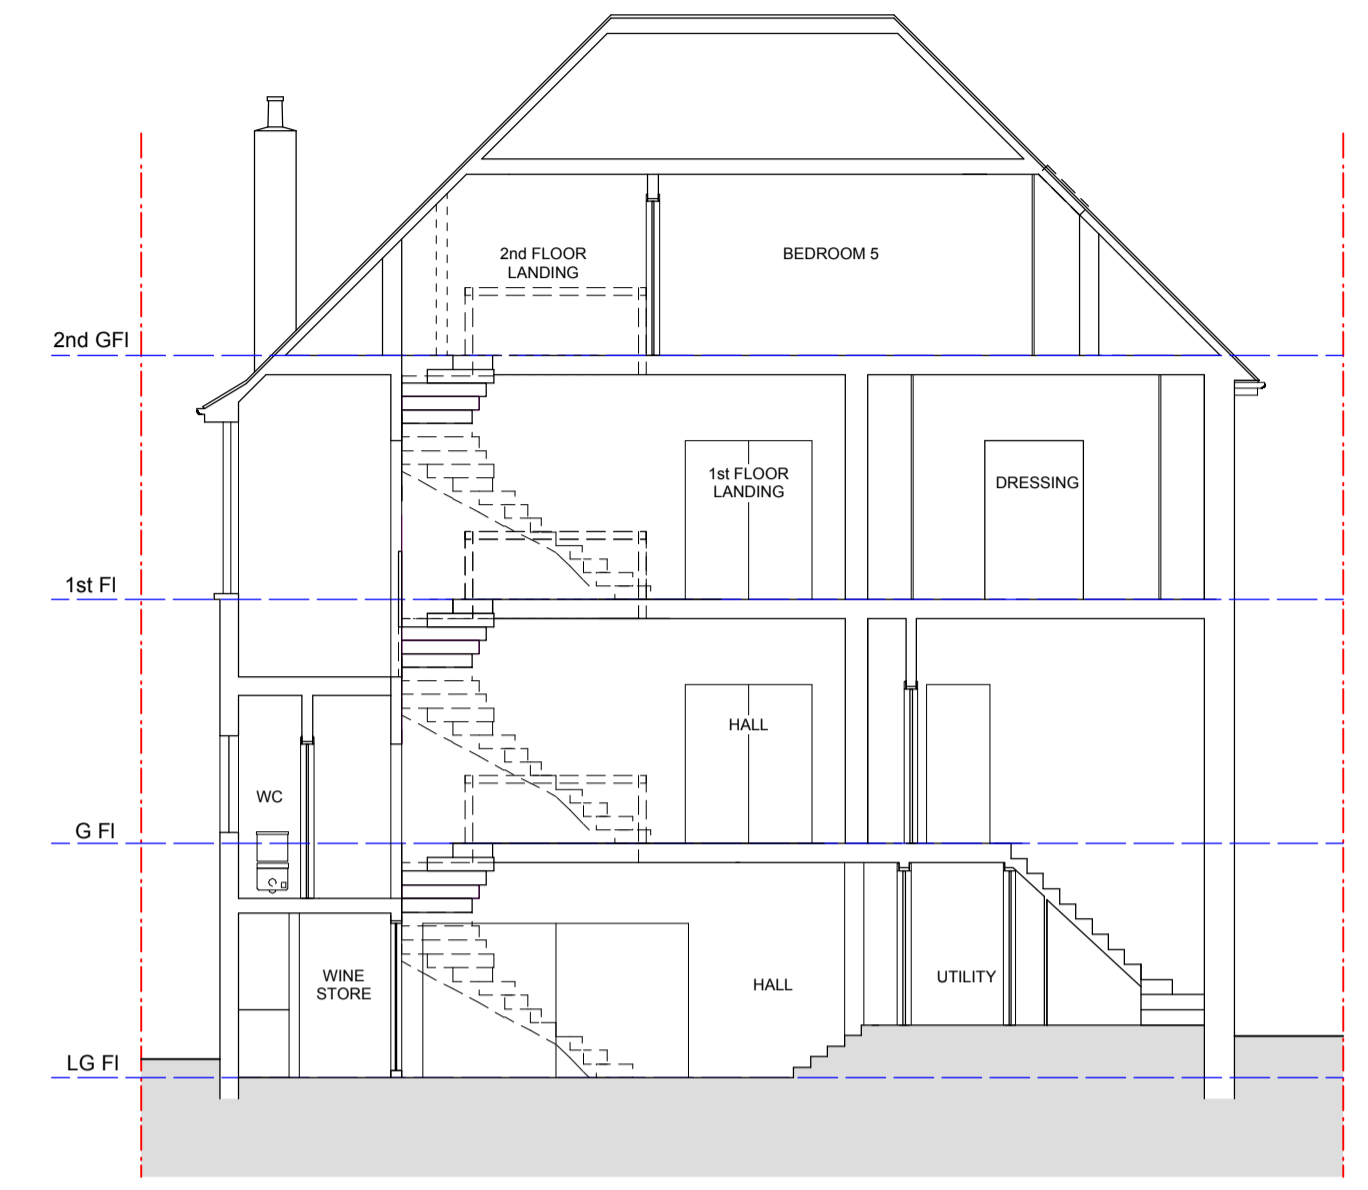 2nd FLOOR
LANDING
BEDROOM 5
2nd GFl
1st FLOOR
LANDING
DRESSING
1st Fl
HALL
WC
G Fl
WINE
STORE
HALL
UTILITY
LG Fl